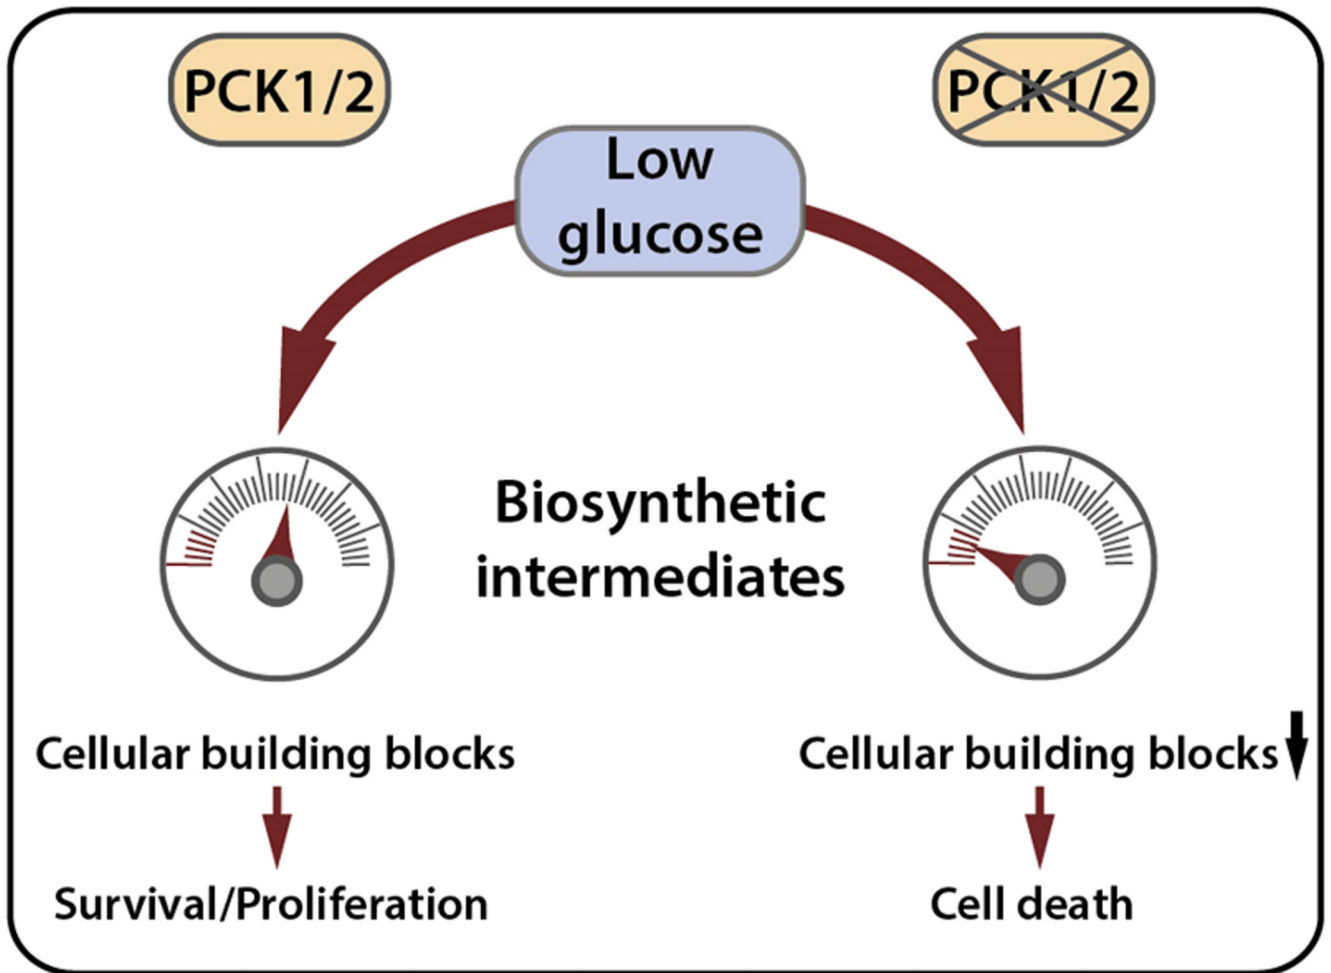 PCK1/2
PCK1/2
Low
glucose
Biosynthetic
intermediates
Cellular building blocks
Cellular building blocks
Survival/Proliferation
Cell death